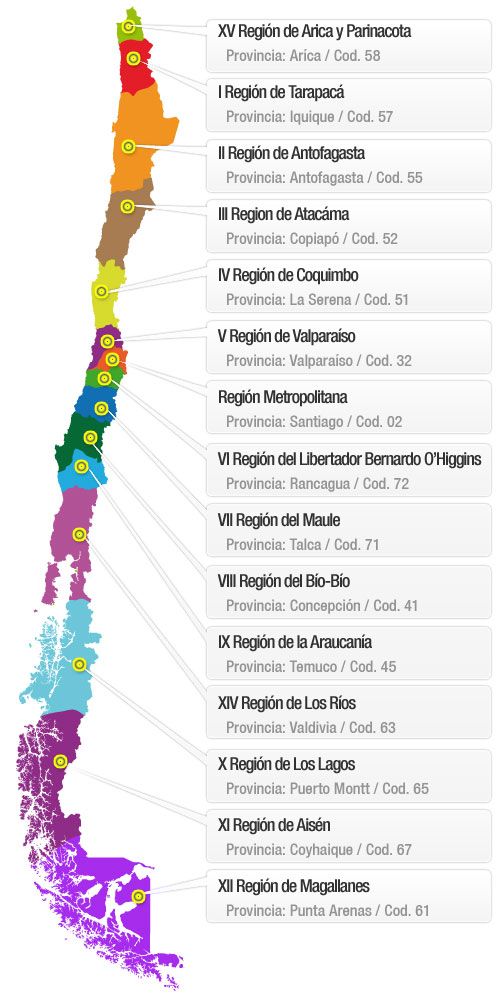 XV Región de Arica y Parinacota
Provincia: Aríca / Cod. 58
I Región de Tarapacá
Provincia: Iquique / Cod. 57
II Región de Antofagasta
Provincia: Antofagasta / Cod. 55
III Region de Atacáma
Provincia: Copiapó / Cod. 52
IV Región de Coquimbo
Provincia: La Serena / Cod. 51
V Región de Valparaíso
Provincia: Valparaíso / Cod. 32
Región Metropolitana
Provincia: Santiago / Cod. 02
VI Región del Libertador Bernardo O'Higgins
Provincia: Rancagua / Cod. 72
VII Región del Maule
Provincia: Talca / Cod. 71
VIII Región del Bío-Bío
Provincia: Concepción / Cod. 41
IX Región de la Araucanía
Provincia: Temuco / Cod. 45
XIV Región de Los Ríos
Provincia: Valdivia / Cod. 63
X Región de Los Lagos
Provincia: Puerto Montt / Cod. 65
XI Región de Aisén
Provincia: Coyhaique / Cod. 67
XII Región de Magallanes
Provincia: Punta Arenas / Cod. 61